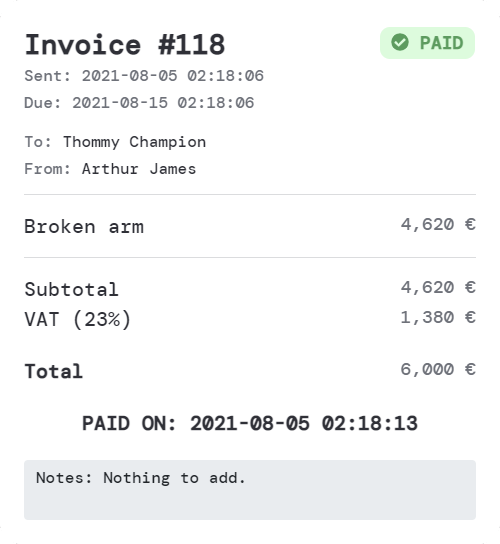 Invoice #118
PAID
Sent: 2021-08-05 02:18:06
Due: 2021-08-15 02:18:06
To: Thommy Champion
From: Arthur James
Broken arm 4,620 €
Subtotal 4,620 €
VAT (23%) 1,380 €
Total 6,000 €
PAID ON: 2021-08-05 02:18:13
Notes: Nothing to add.